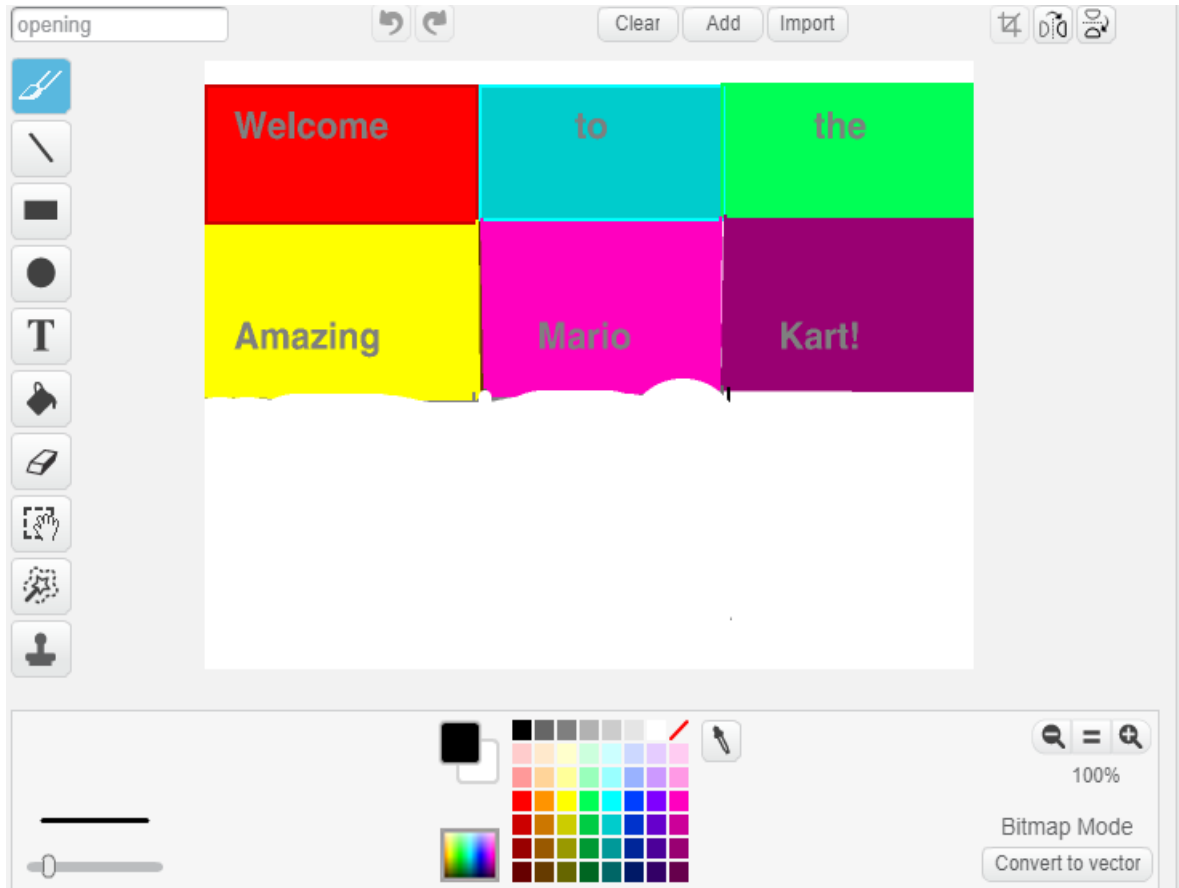 opening
Clear Add Import
Welcome to the
Amazing Mario Kart!
T
100%
Bitmap Mode
Convert to vector